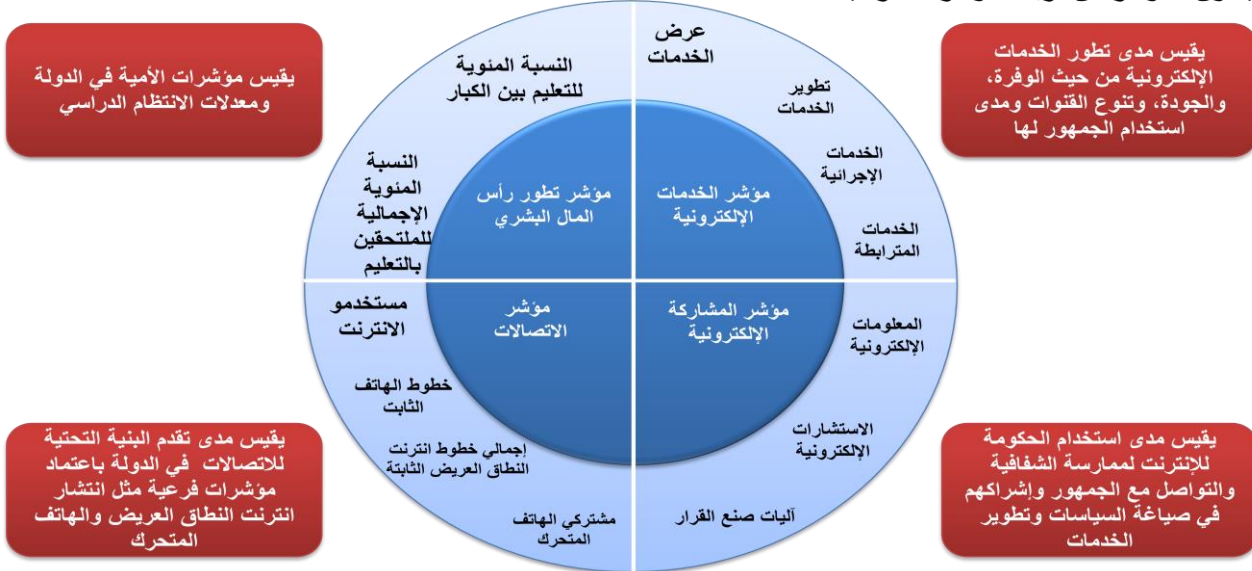 عرض
الخدمات
النسبة المئوية
للتعليم بين الكبار
يقيس مدى تطور الخدمات
الإلكترونية من حيث الوفرة،
والجودة، وتنوع القنوات ومدى
استخدام الجمهور لها
يقيس مؤشرات الأمية في الدولة
ومعدلات الانتظام الدراسي
تطوير
الخدمات
الخدمات
الإجرائية
الخدمات
المترابطة
النسبة
المئوية
الإجمالية
للملتحقين
بالتعليم
مؤشر الخدمات
الإلكترونية
مؤشر تطور رأس
المال البشري
مؤشر المشاركة
الإلكترونية
مؤشر
الاتصالات
المعلومات
الإلكترونية
الاستشارات
الإلكترونية
آليات صنع القرار
مستخدمو
الانترنت
خطوط الهاتف
الثابت
إجمالي خطوط انترنت
النطاق العريض الثابتة
مشتركي الهاتف
المتحرك
يقيس مدى استخدام الحكومة
للإنترنت لممارسة الشفافية
والتواصل مع الجمهور وإشراكهم
في صياغة السياسات وتطوير
الخدمات
يقيس مدى تقدم البنية التحتية
للاتصالات في الدولة باعتماد
مؤشرات فرعية مثل انتشار
انترنت النطاق العريض والهاتف
المتحرك